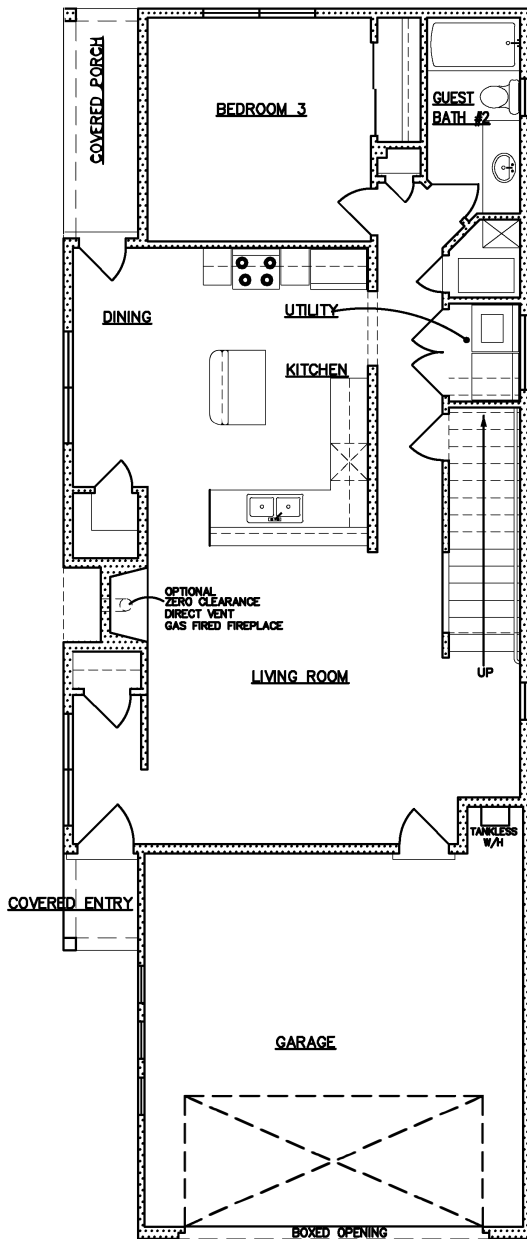 COVERED PORCH
BEDROOM 3
GUEST
BATH #2
DINING
UTILITY
KITCHEN
OPTIONAL
ZERO CLEARANCE
DIRECT VENT
GAS FIRED FIREPLACE
LIVING ROOM
UP
TANKLESS
W/H
COVERED ENTRY
GARAGE
BOXED OPENING